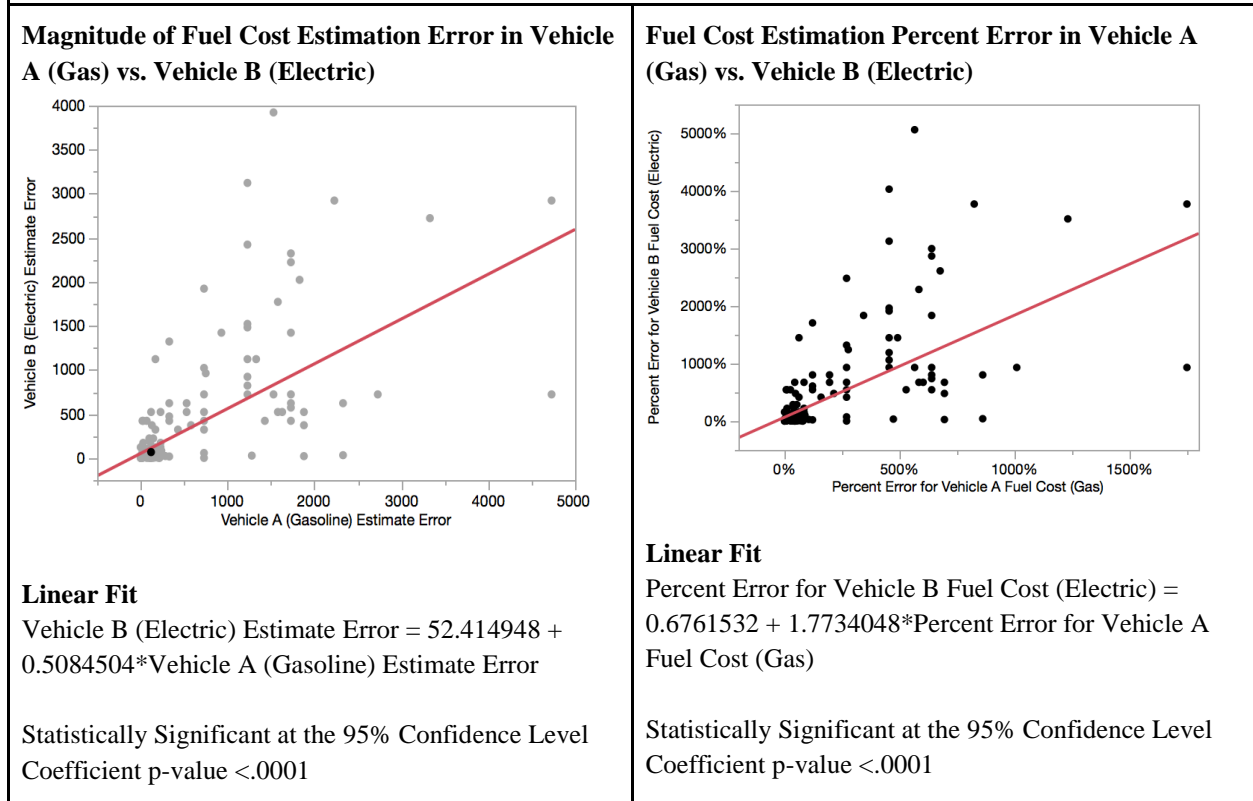 Magnitude of Fuel Cost Estimation Error in Vehicle
A (Gas) vs. Vehicle B (Electric)
4000
3500
3000
2500
2000
1500
1000
500
0
Vehicle B (Electric) Estimate Error
0 1000 2000 3000 4000 5000
Vehicle A (Gasoline) Estimate Error
Linear Fit
Vehicle B (Electric) Estimate Error = 52.414948 +
0.5084504*Vehicle A (Gasoline) Estimate Error
Statistically Significant at the 95% Confidence Level
Coefficient p-value <.0001
Fuel Cost Estimation Percent Error in Vehicle A
(Gas) vs. Vehicle B (Electric)
5000%
4000%
3000%
2000%
1000%
0%
Percent Error for Vehicle B Fuel Cost (Electric)
0% 500% 1000% 1500%
Percent Error for Vehicle A Fuel Cost (Gas)
Linear Fit
Percent Error for Vehicle B Fuel Cost (Electric) =
0.6761532 + 1.7734048*Percent Error for Vehicle A
Fuel Cost (Gas)
Statistically Significant at the 95% Confidence Level
Coefficient p-value <.0001